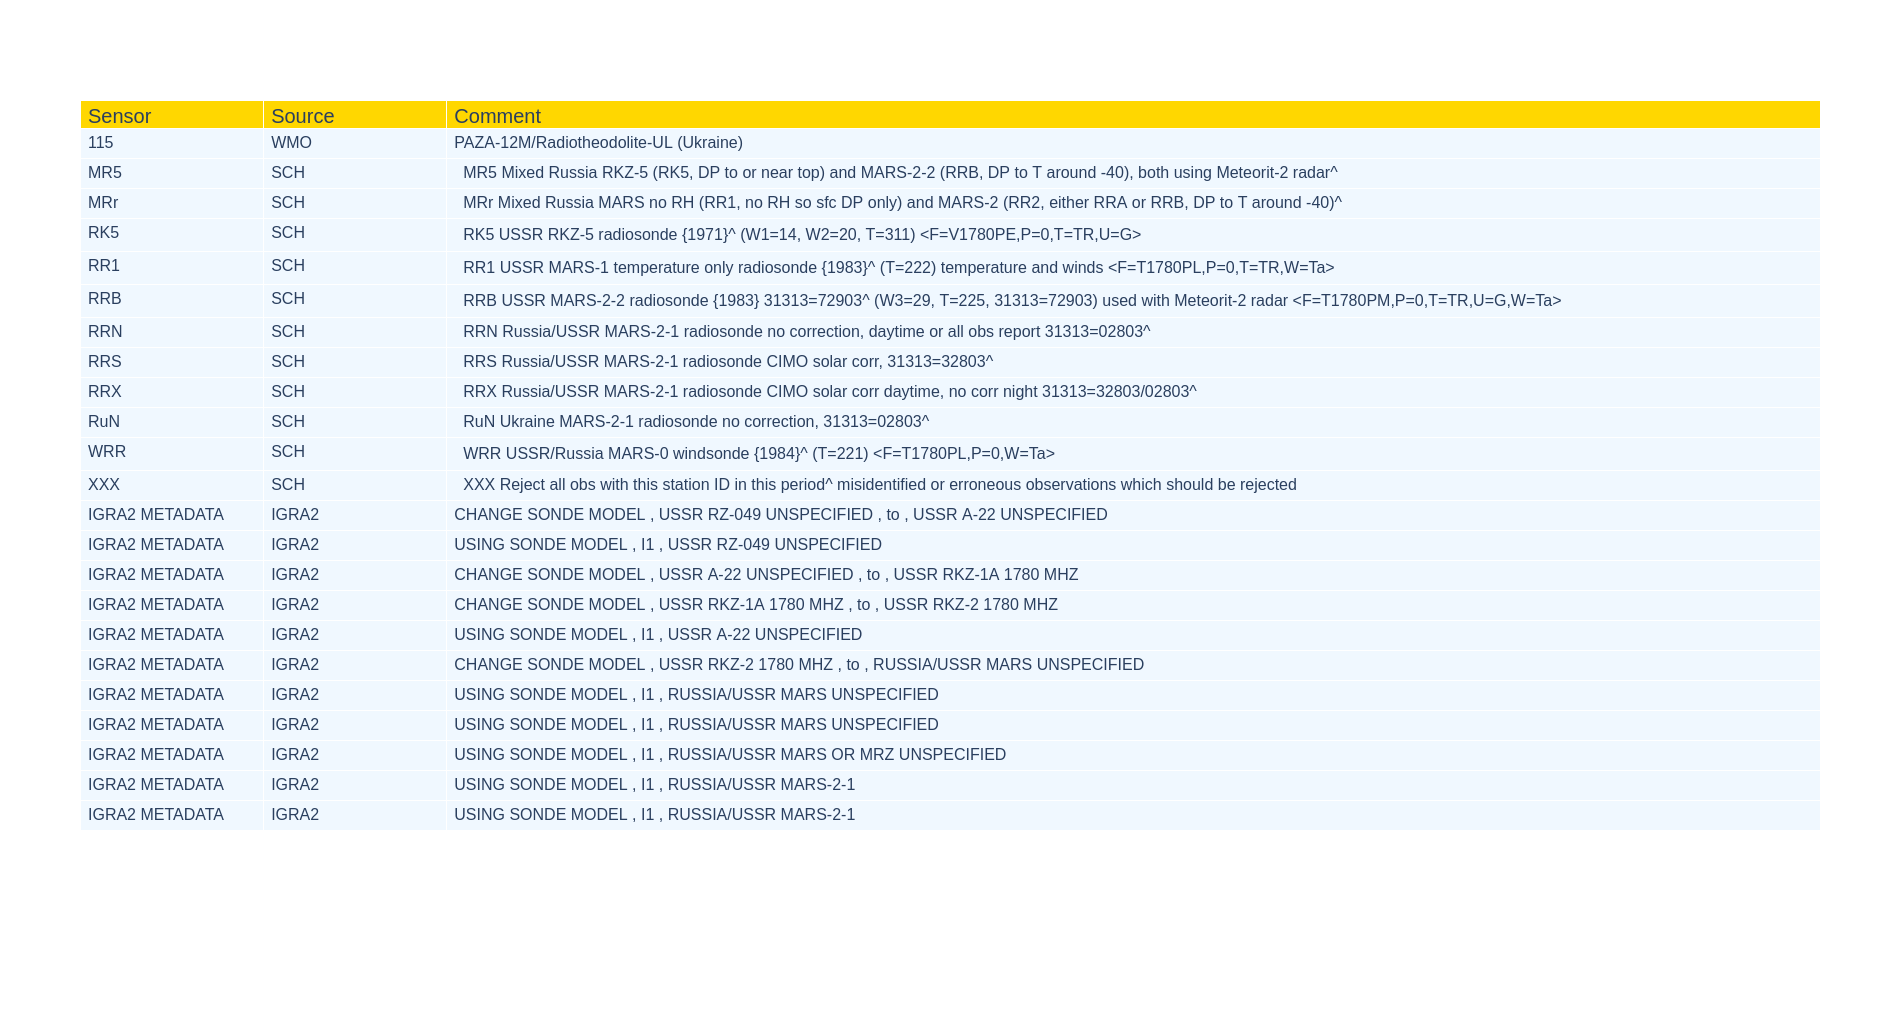 Sensor Source Comment
115 WMO PAZA-12M/Radiotheodolite-UL (Ukraine)
MR5 SCH MR5 Mixed Russia RKZ-5 (RK5, DP to or near top) and MARS-2-2 (RRB, DP to T around -40), both using Meteorit-2 radar^
MRr SCH MRr Mixed Russia MARS no RH (RR1, no RH so sfc DP only) and MARS-2 (RR2, either RRA or RRB, DP to T around -40)^
RK5 SCH RK5 USSR RKZ-5 radiosonde {1971}^ (W1=14, W2=20, T=311) <F=V1780PE,P=0,T=TR,U=G>
RR1 SCH RR1 USSR MARS-1 temperature only radiosonde {1983}^ (T=222) temperature and winds <F=T1780PL,P=0,T=TR,W=Ta>
RRB SCH RRB USSR MARS-2-2 radiosonde {1983} 31313=72903^ (W3=29, T=225, 31313=72903) used with Meteorit-2 radar <F=T1780PM,P=0,T=TR,U=G,W=Ta>
RRN SCH RRN Russia/USSR MARS-2-1 radiosonde no correction, daytime or all obs report 31313=02803^
RRS SCH RRS Russia/USSR MARS-2-1 radiosonde CIMO solar corr, 31313=32803^
RRX SCH RRX Russia/USSR MARS-2-1 radiosonde CIMO solar corr daytime, no corr night 31313=32803/02803^
RuN SCH RuN Ukraine MARS-2-1 radiosonde no correction, 31313=02803^
WRR SCH WRR USSR/Russia MARS-0 windsonde {1984}^ (T=221) <F=T1780PL,P=0,W=Ta>
XXX SCH XXX Reject all obs with this station ID in this period^ misidentified or erroneous observations which should be rejected
IGRA2 METADATA IGRA2 CHANGE SONDE MODEL , USSR RZ-049 UNSPECIFIED , to , USSR A-22 UNSPECIFIED
IGRA2 METADATA IGRA2 USING SONDE MODEL , I1 , USSR RZ-049 UNSPECIFIED
IGRA2 METADATA IGRA2 CHANGE SONDE MODEL , USSR A-22 UNSPECIFIED , to , USSR RKZ-1A 1780 MHZ
IGRA2 METADATA IGRA2 CHANGE SONDE MODEL , USSR RKZ-1A 1780 MHZ , to , USSR RKZ-2 1780 MHZ
IGRA2 METADATA IGRA2 USING SONDE MODEL , I1 , USSR A-22 UNSPECIFIED
IGRA2 METADATA IGRA2 CHANGE SONDE MODEL , USSR RKZ-2 1780 MHZ , to , RUSSIA/USSR MARS UNSPECIFIED
IGRA2 METADATA IGRA2 USING SONDE MODEL , I1 , RUSSIA/USSR MARS UNSPECIFIED
IGRA2 METADATA IGRA2 USING SONDE MODEL , I1 , RUSSIA/USSR MARS UNSPECIFIED
IGRA2 METADATA IGRA2 USING SONDE MODEL , I1 , RUSSIA/USSR MARS OR MRZ UNSPECIFIED
IGRA2 METADATA IGRA2 USING SONDE MODEL , I1 , RUSSIA/USSR MARS-2-1
IGRA2 METADATA IGRA2 USING SONDE MODEL , I1 , RUSSIA/USSR MARS-2-1